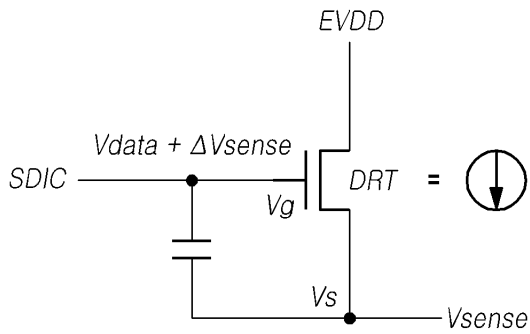 EVDD
Vdata + ΔVsense
SDIC
DRT =
Vg
Vs
Vsense